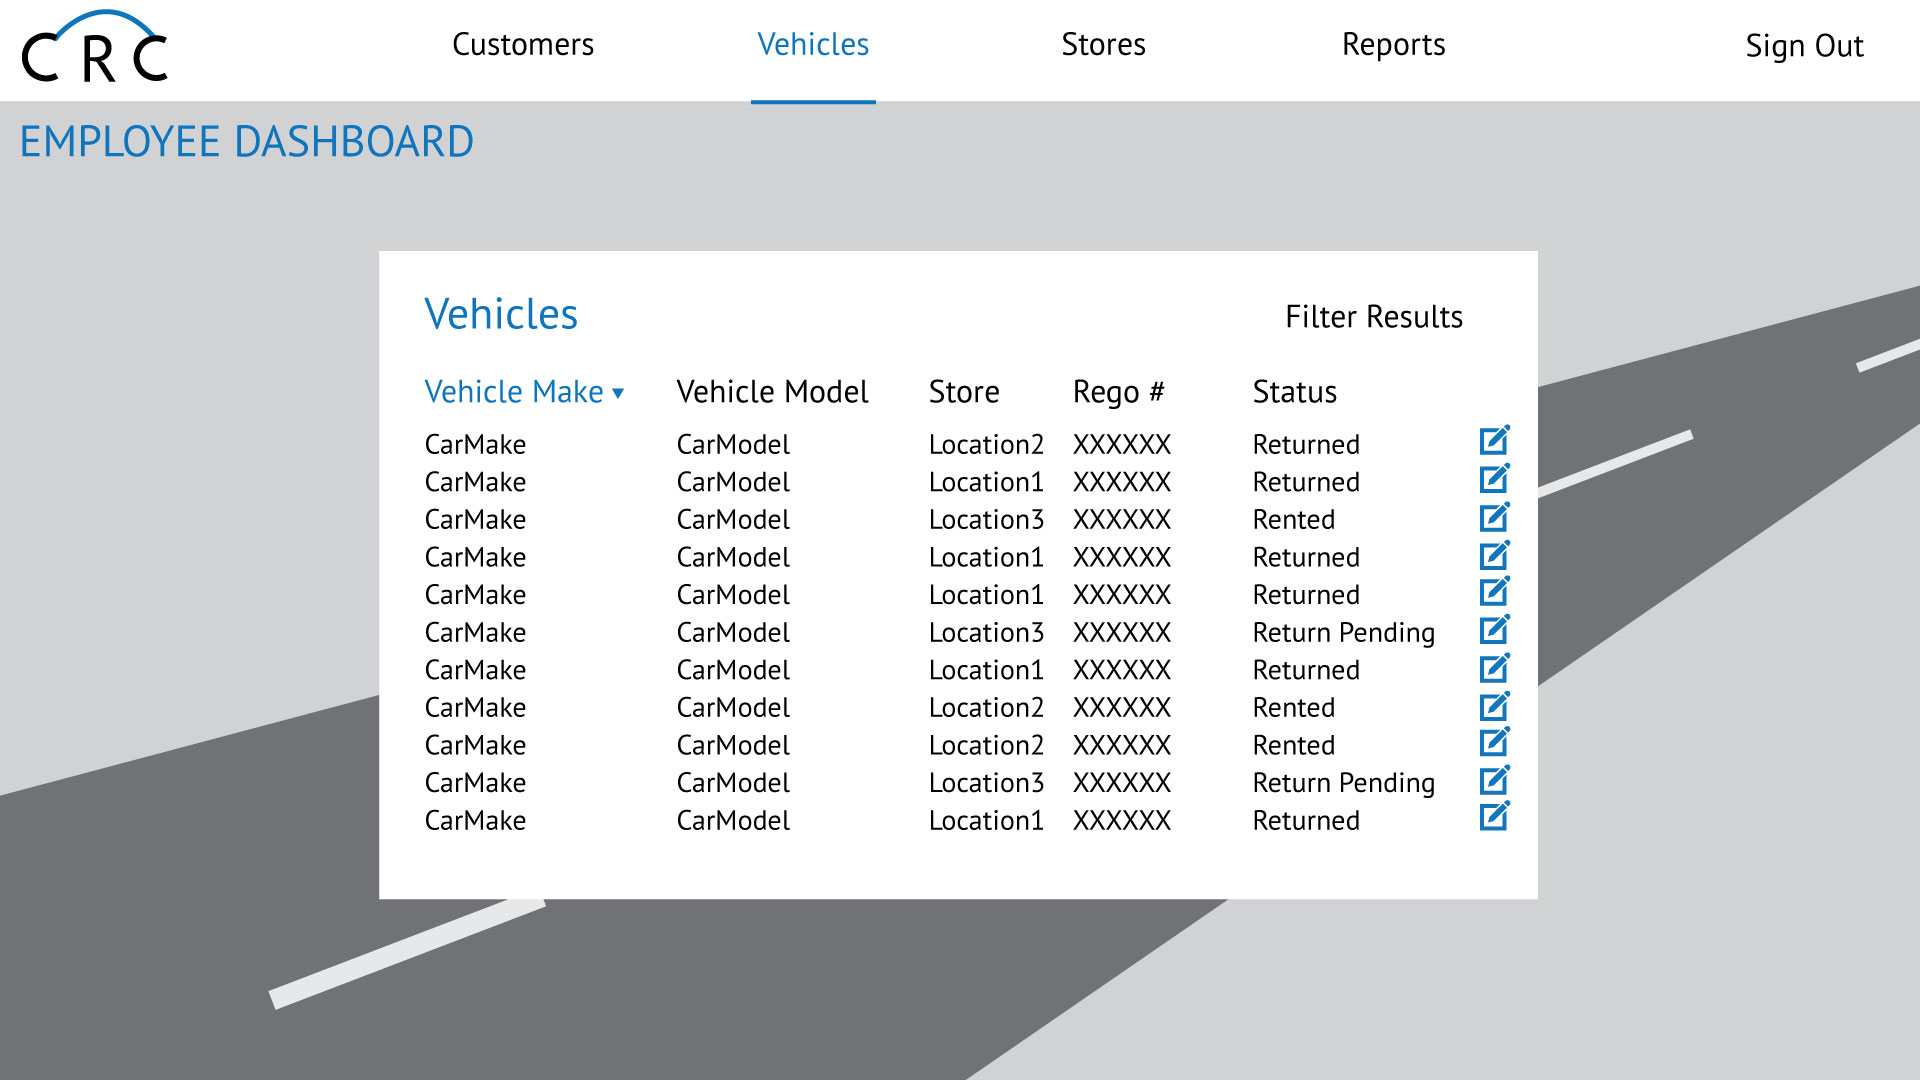 CRC Customers Vehicles Stores Reports Sign Out
EMPLOYEE DASHBOARD
Vehicles Filter Results
Vehicle Make ▼ Vehicle Model Store Rego # Status
CarMake CarModel Location2 XXXXXX Returned
CarMake CarModel Location1 XXXXXX Returned
CarMake CarModel Location3 XXXXXX Rented
CarMake CarModel Location1 XXXXXX Returned
CarMake CarModel Location1 XXXXXX Returned
CarMake CarModel Location3 XXXXXX Return Pending
CarMake CarModel Location1 XXXXXX Returned
CarMake CarModel Location2 XXXXXX Rented
CarMake CarModel Location2 XXXXXX Rented
CarMake CarModel Location3 XXXXXX Return Pending
CarMake CarModel Location1 XXXXXX Returned